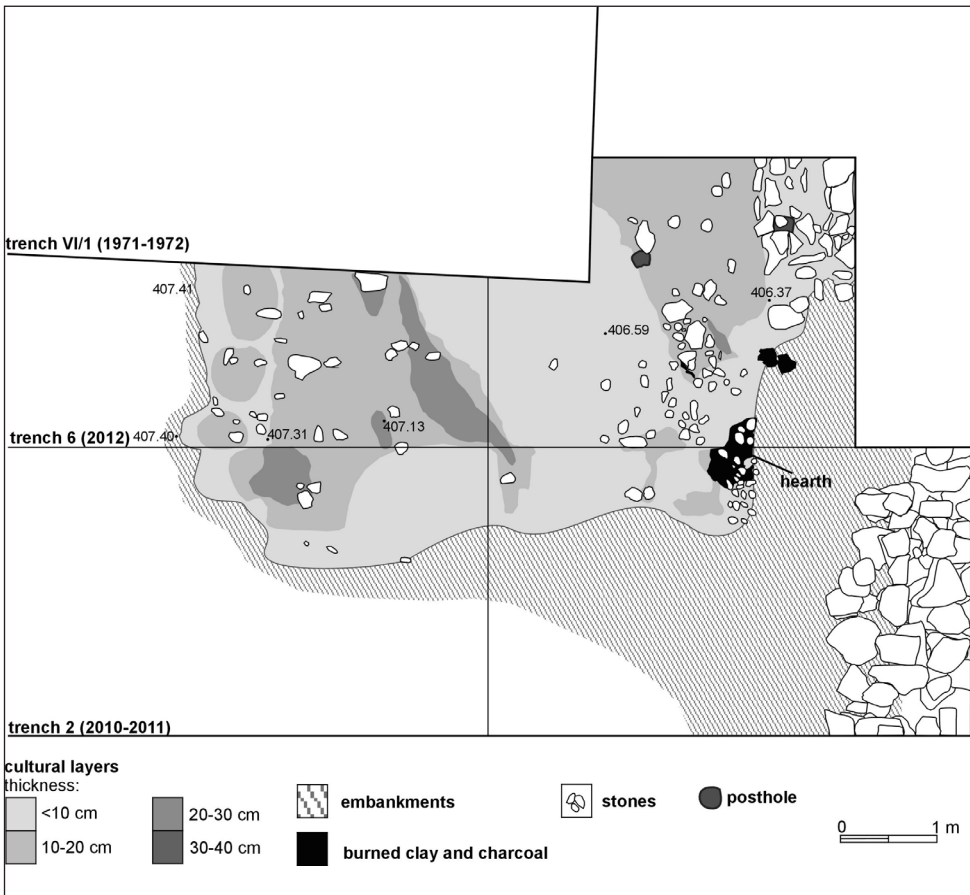 trench VI/1 (1971-1972)
407.41
406.37
406.59
407.13
trench 6 (2012)
407.40
407.31
hearth
trench 2 (2010-2011)
cultural layers
thickness:
<10 cm
10-20 cm
20-30 cm
30-40 cm
embankments
burned clay and charcoal
stones
posthole
0 1 m